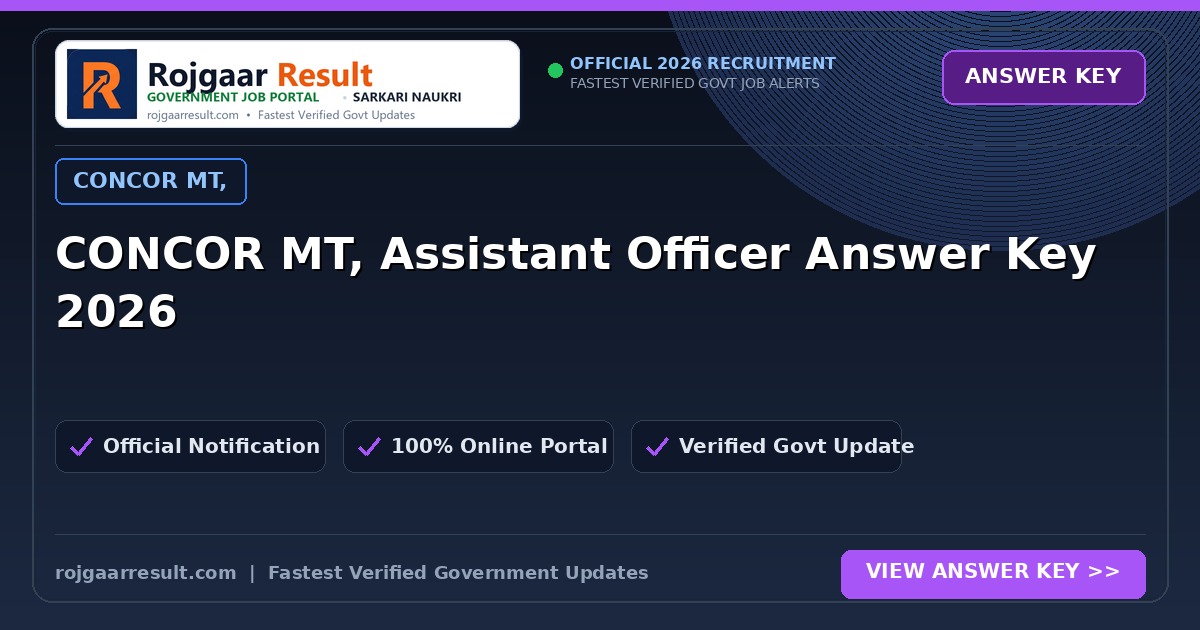 Rojgaar Result
GOVERNMENT JOB PORTAL • SARKARI NAUKRI
rojgaarresult.com • Fastest Verified Govt Updates
OFFICIAL 2026 RECRUITMENT
FASTEST VERIFIED GOVT JOB ALERTS
ANSWER KEY
CONCOR MT,
CONCOR MT, Assistant Officer Answer Key
2026
Official Notification
100% Online Portal
Verified Govt Update
rojgaarresult.com | Fastest Verified Government Updates
VIEW ANSWER KEY >>